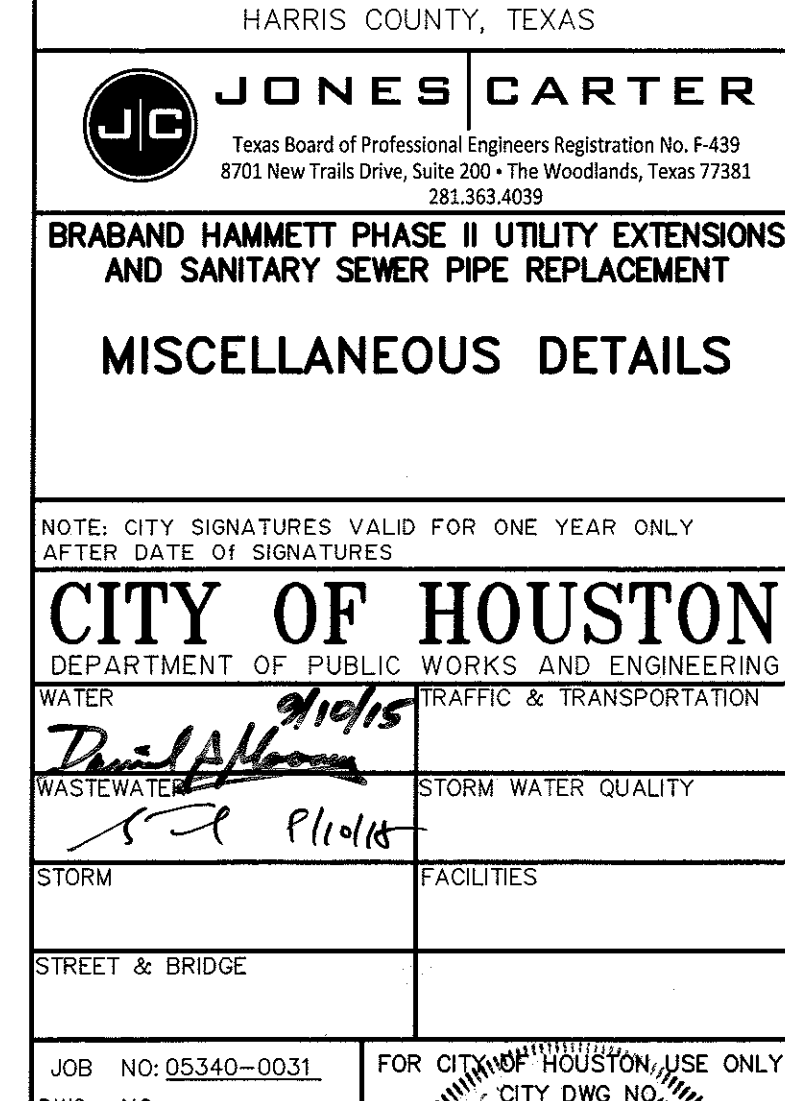 HARRIS COUNTY, TEXAS
J|C
JONES|CARTER
Texas Board of Professional Engineers Registration No. F-439
8701 New Trails Drive, Suite 200 • The Woodlands, Texas 77381
281.363.4039
BRABAND HAMMETT PHASE II UTILITY EXTENSIONS
AND SANITARY SEWER PIPE REPLACEMENT
MISCELLANEOUS DETAILS
NOTE: CITY SIGNATURES VALID FOR ONE YEAR ONLY
AFTER DATE Of SIGNATURES
CITY OF HOUSTON
DEPARTMENT OF PUBLIC WORKS AND ENGINEERING
WATER
9/10/15
TRAFFIC & TRANSPORTATION
WASTEWATER
STORM WATER QUALITY
STORM
FACILITIES
STREET & BRIDGE
JOB NO: 05340-0031
FOR CITY OF HOUSTON USE ONLY
CITY DWG NO.